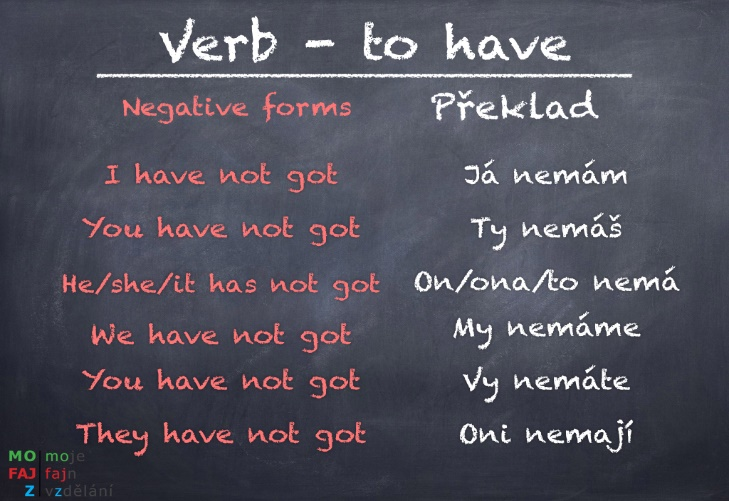 Verb - to have
Negative forms Překlad
I have not got Já nemám
You have not got Ty nemáš
He/she/it has not got On/ona/to nemá
We have not got My nemáme
You have not got Vy nemáte
They have not got Oni nemají
MO moje
FAJ fajn
Z vzdělání